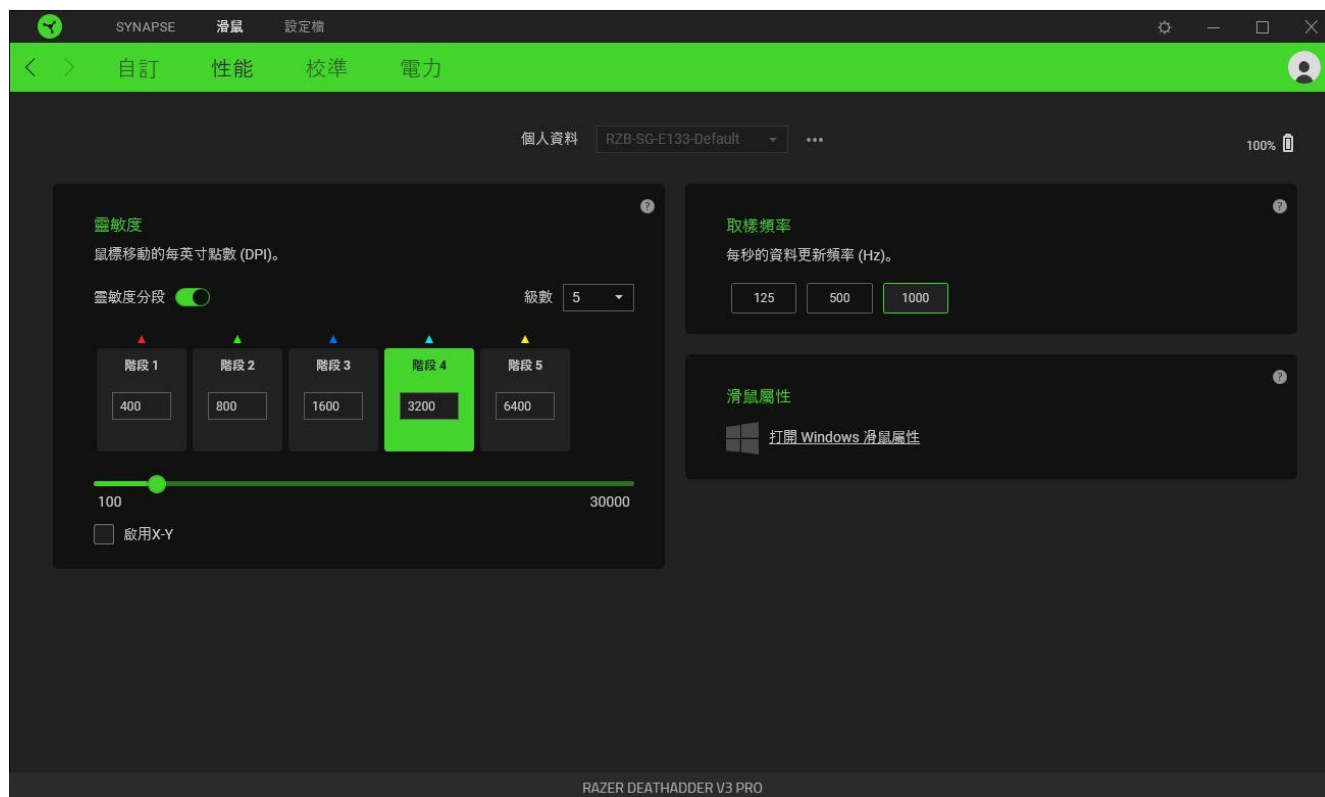 SYNAPSE 滑鼠 設定檔
自訂 性能 校準 電力
個人資料 RZB-SG-E133-Default
100%
靈敏度
鼠標移動的每英寸點數 (DPI)。
靈敏度分段 級數 5
階段 1 階段 2 階段 3 階段 4 階段 5
400 800 1600 3200 6400
100 30000
啟用X-Y
取樣頻率
每秒的資料更新頻率 (Hz)。
125 500 1000
滑鼠屬性
打開 Windows 滑鼠屬性
RAZER DEATHADDER V3 PRO